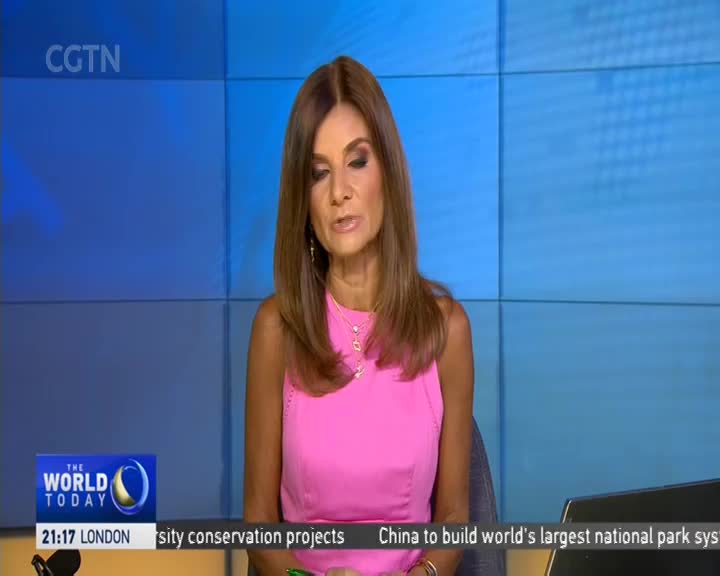 CGTN
THE
WORLD
TODAY
21:17 LONDON
rsity conservation projects China to build world's largest national park sys